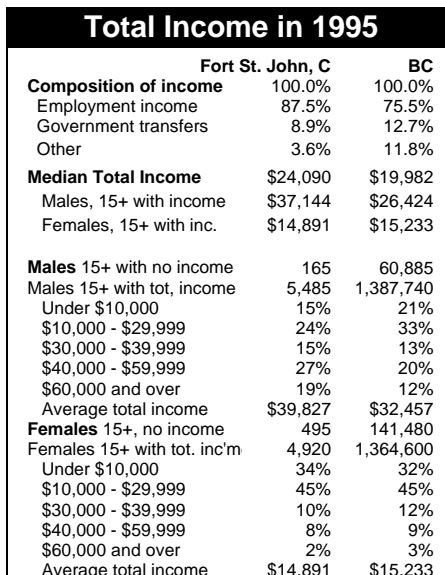 Total Income in 1995
Fort St. John, C BC
Composition of income 100.0% 100.0%
Employment income 87.5% 75.5%
Government transfers 8.9% 12.7%
Other 3.6% 11.8%
Median Total Income $24,090 $19,982
Males, 15+ with income $37,144 $26,424
Females, 15+ with inc. $14,891 $15,233
Males 15+ with no income 165 60,885
Males 15+ with tot, income 5,485 1,387,740
Under $10,000 15% 21%
$10,000 - $29,999 24% 33%
$30,000 - $39,999 15% 13%
$40,000 - $59,999 27% 20%
$60,000 and over 19% 12%
Average total income $39,827 $32,457
Females 15+, no income 495 141,480
Females 15+ with tot. inc'm 4,920 1,364,600
Under $10,000 34% 32%
$10,000 - $29,999 45% 45%
$30,000 - $39,999 10% 12%
$40,000 - $59,999 8% 9%
$60,000 and over 2% 3%
Average total income $14,891 $15,233